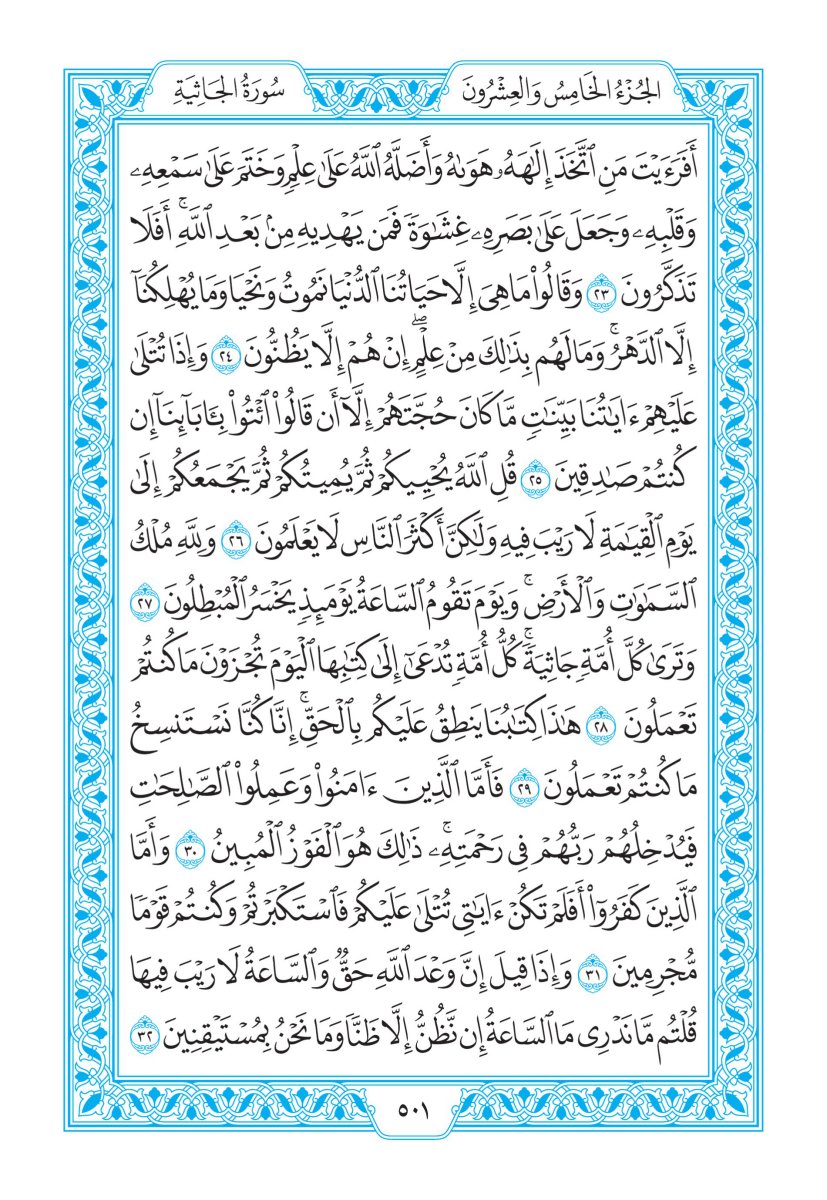 الجُزْءُ الخَامِسُ وَالعِشْرُونَ
سُورَةُ الجَاثِيَةِ
أَفَرَءَيْتَ مَنِ ٱتَّخَذَ إِلَٰهَهُۥ هَوَىٰهُ وَأَضَلَّهُ ٱللَّهُ عَلَىٰ عِلْمٍ وَخَتَمَ عَلَىٰ سَمْعِهِۦ
وَقَلْبِهِۦ وَجَعَلَ عَلَىٰ بَصَرِهِۦ غِشَٰوَةً فَمَن يَهْدِيهِ مِنۢ بَعْدِ ٱللَّهِۚ أَفَلَا
تَذَكَّرُونَ ٢٣ وَقَالُوا۟ مَا هِىَ إِلَّا حَيَاتُنَا ٱلدُّنْيَا نَمُوتُ وَنَحْيَا وَمَا يُهْلِكُنَآ
إِلَّا ٱلدَّهْرُۚ وَمَا لَهُم بِذَٰلِكَ مِنْ عِلْمٍۖ إِنْ هُمْ إِلَّا يَظُنُّونَ ٢٤ وَإِذَا تُتْلَىٰ
عَلَيْهِمْ ءَايَٰتُنَا بَيِّنَٰتٍ مَّا كَانَ حُجَّتَهُمْ إِلَّآ أَن قَالُوا۟ ٱئْتُوا۟ بِـَٔابَآئِنَآ إِن
كُنتُمْ صَٰدِقِينَ ٢٥ قُلِ ٱللَّهُ يُحْيِيكُمْ ثُمَّ يُمِيتُكُمْ ثُمَّ يَجْمَعُكُمْ إِلَىٰ
يَوْمِ ٱلْقِيَٰمَةِ لَا رَيْبَ فِيهِ وَلَٰكِنَّ أَكْثَرَ ٱلنَّاسِ لَا يَعْلَمُونَ ٢٦ وَلِلَّهِ مُلْكُ
ٱلسَّمَٰوَٰتِ وَٱلْأَرْضِۚ وَيَوْمَ تَقُومُ ٱلسَّاعَةُ يَوْمَئِذٍ يَخْسَرُ ٱلْمُبْطِلُونَ ٢٧
وَتَرَىٰ كُلَّ أُمَّةٍ جَاثِيَةًۚ كُلُّ أُمَّةٍ تُدْعَىٰٓ إِلَىٰ كِتَٰبِهَا ٱلْيَوْمَ تُجْزَوْنَ مَا كُنتُمْ
تَعْمَلُونَ ٢٨ هَٰذَا كِتَٰبُنَا يَنطِقُ عَلَيْكُم بِٱلْحَقِّۚ إِنَّا كُنَّا نَسْتَنسِخُ
مَا كُنتُمْ تَعْمَلُونَ ٢٩ فَأَمَّا ٱلَّذِينَ ءَامَنُوا۟ وَعَمِلُوا۟ ٱلصَّٰلِحَٰتِ
فَيُدْخِلُهُمْ رَبُّهُمْ فِى رَحْمَتِهِۦۚ ذَٰلِكَ هُوَ ٱلْفَوْزُ ٱلْمُبِينُ ٣٠ وَأَمَّا
ٱلَّذِينَ كَفَرُوٓا۟ أَفَلَمْ تَكُنْ ءَايَٰتِى تُتْلَىٰ عَلَيْكُمْ فَٱسْتَكْبَرْتُمْ وَكُنتُمْ قَوْمًا
مُّجْرِمِينَ ٣١ وَإِذَا قِيلَ إِنَّ وَعْدَ ٱللَّهِ حَقٌّ وَٱلسَّاعَةُ لَا رَيْبَ فِيهَا
قُلْتُم مَّا نَدْرِى مَا ٱلسَّاعَةُ إِن نَّظُنُّ إِلَّا ظَنًّا وَمَا نَحْنُ بِمُسْتَيْقِنِينَ ٣٢
٥٠١